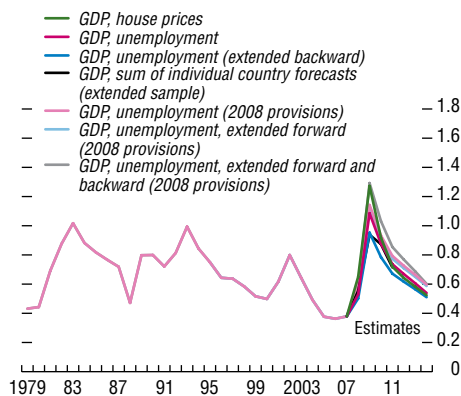 GDP, house prices
GDP, unemployment
GDP, unemployment (extended backward)
GDP, sum of individual country forecasts
(extended sample)
GDP, unemployment (2008 provisions)
GDP, unemployment, extended forward
(2008 provisions)
GDP, unemployment, extended forward and
backward (2008 provisions)
1.8
1.6
1.4
1.2
1.0
0.8
0.6
0.4
0.2
0
Estimates
1979 83 87 91 95 99 2003 07 11